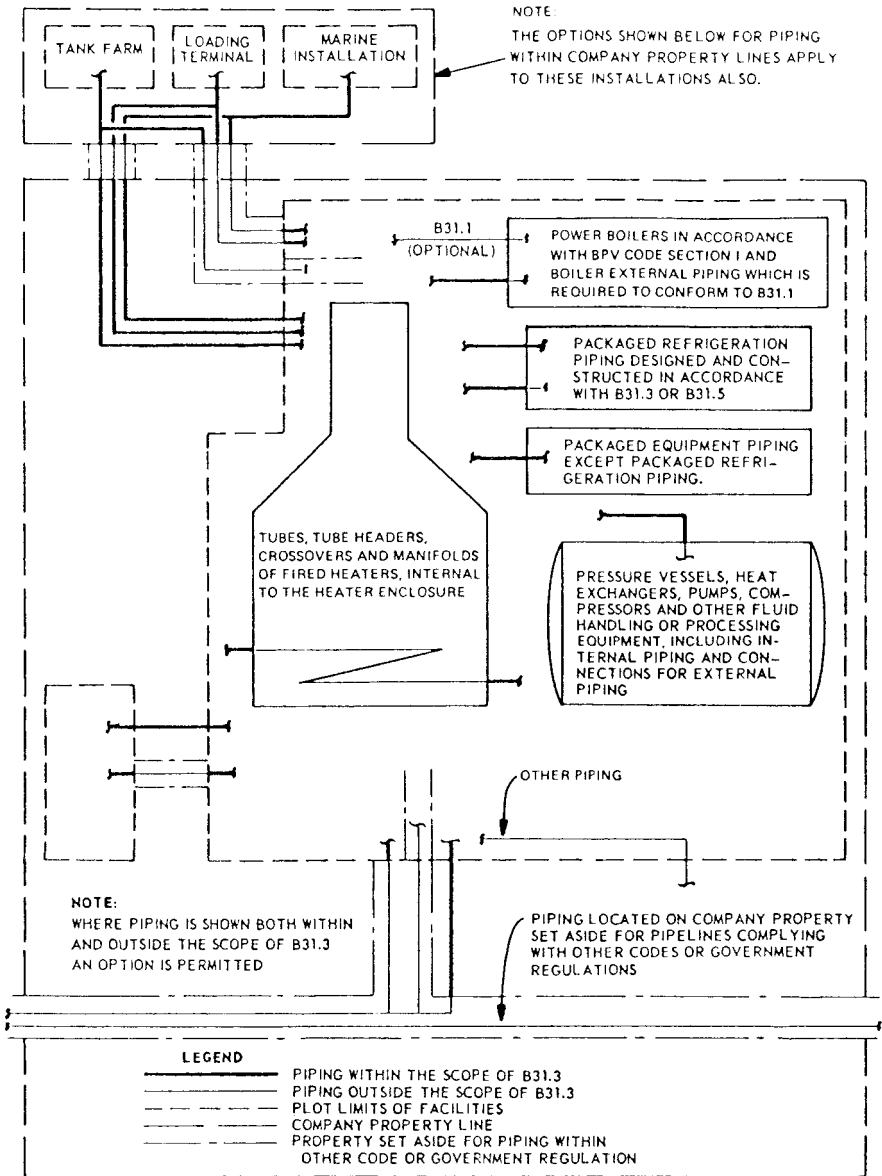 NOTE:
THE OPTIONS SHOWN BELOW FOR PIPING
WITHIN COMPANY PROPERTY LINES APPLY
TO THESE INSTALLATIONS ALSO.
TANK FARM
LOADING
TERMINAL
MARINE
INSTALLATION
B31.1
(OPTIONAL)
POWER BOILERS IN ACCORDANCE
WITH BPV CODE SECTION I AND
BOILER EXTERNAL PIPING WHICH IS
REQUIRED TO CONFORM TO B31.1
PACKAGED REFRIGERATION
PIPING DESIGNED AND CON-
STRUCTED IN ACCORDANCE
WITH B31.3 OR B31.5
PACKAGED EQUIPMENT PIPING
EXCEPT PACKAGED REFRI-
GERATION PIPING.
TUBES, TUBE HEADERS,
CROSSOVERS AND MANIFOLDS
OF FIRED HEATERS, INTERNAL
TO THE HEATER ENCLOSURE
PRESSURE VESSELS, HEAT
EXCHANGERS, PUMPS, COM-
PRESSORS AND OTHER FLUID
HANDLING OR PROCESSING
EQUIPMENT, INCLUDING IN-
TERNAL PIPING AND CON-
NECTIONS FOR EXTERNAL
PIPING
OTHER PIPING
NOTE:
WHERE PIPING IS SHOWN BOTH WITHIN
AND OUTSIDE THE SCOPE OF B31.3
AN OPTION IS PERMITTED
PIPING LOCATED ON COMPANY PROPERTY
SET ASIDE FOR PIPELINES COMPLYING
WITH OTHER CODES OR GOVERNMENT
REGULATIONS
LEGEND
PIPING WITHIN THE SCOPE OF B31.3
PIPING OUTSIDE THE SCOPE OF B31.3
PLOT LIMITS OF FACILITIES
COMPANY PROPERTY LINE
PROPERTY SET ASIDE FOR PIPING WITHIN
OTHER CODE OR GOVERNMENT REGULATION